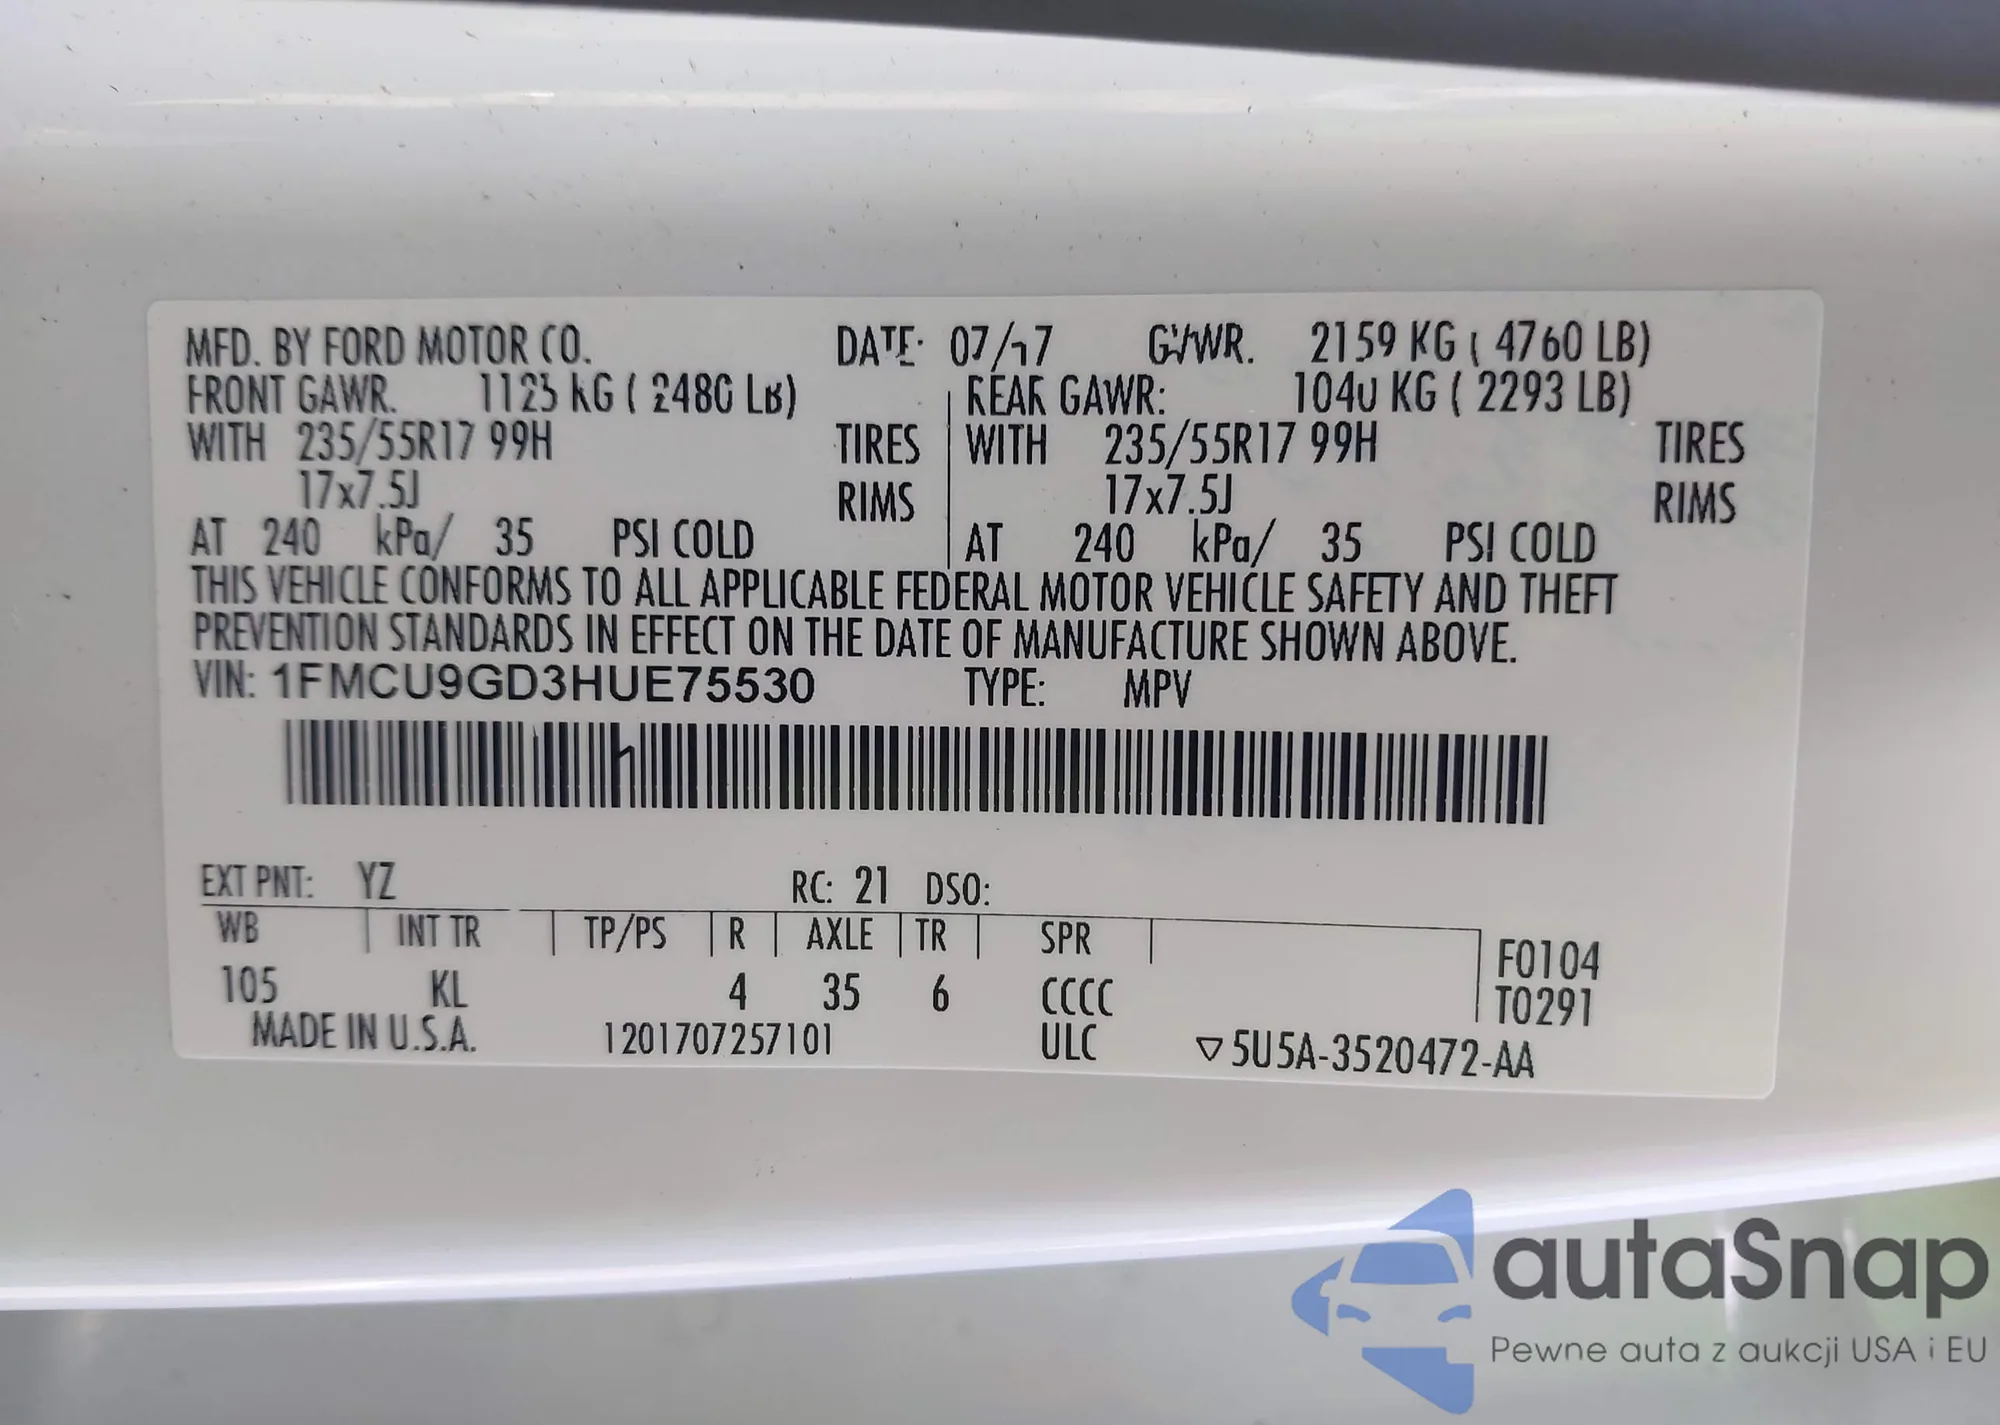 MFD. BY FORD MOTOR CO. DATE: 07/17 GVWR. 2159 KG ( 4760 LB)
FRONT GAWR. 1125 KG ( 2480 LB) REAR GAWR: 1040 KG ( 2293 LB)
WITH 235/55R17 99H TIRES WITH 235/55R17 99H TIRES
17x7.5J RIMS 17x7.5J RIMS
AT 240 kPa/ 35 PSI COLD AT 240 kPa/ 35 PSI COLD
THIS VEHICLE CONFORMS TO ALL APPLICABLE FEDERAL MOTOR VEHICLE SAFETY AND THEFT
PREVENTION STANDARDS IN EFFECT ON THE DATE OF MANUFACTURE SHOWN ABOVE.
VIN: 1FMCU9GD3HUE75530 TYPE: MPV
EXT PNT: YZ RC: 21 DSO:
WB INT TR TP/PS R AXLE TR SPR
F0104
105 KL 4 35 6 CCCC T0291
MADE IN U.S.A. 1201707257101 ULC ▽5U5A-3520472-AA
autaSnap
Pewne auta z aukcji USA i EU